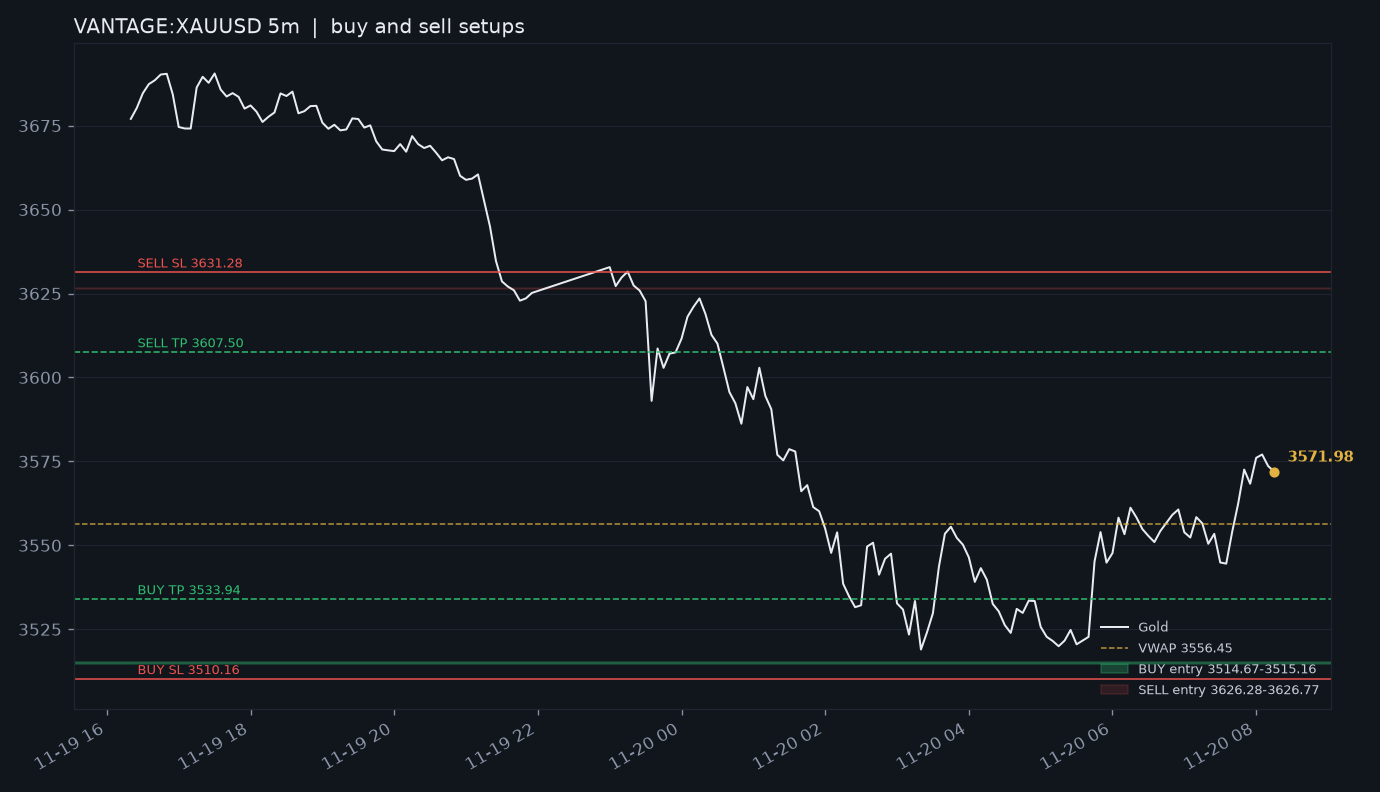 VANTAGE:XAUUSD 5m | buy and sell setups
3675
3650
SELL SL 3631.28
3625
SELL TP 3607.50
3600
3575
3571.98
3550
BUY TP 3533.94
3525
BUY SL 3510.16
Gold
VWAP 3556.45
BUY entry 3514.67-3515.16
SELL entry 3626.28-3626.77
11-19 16
11-19 18
11-19 20
11-19 22
11-20 00
11-20 02
11-20 04
11-20 06
11-20 08